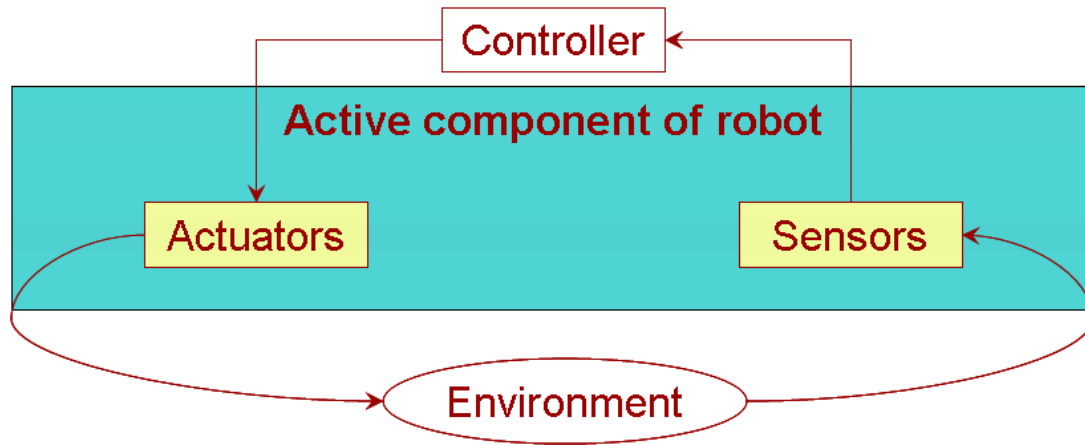 Controller
Active component of robot
Actuators
Sensors
Environment